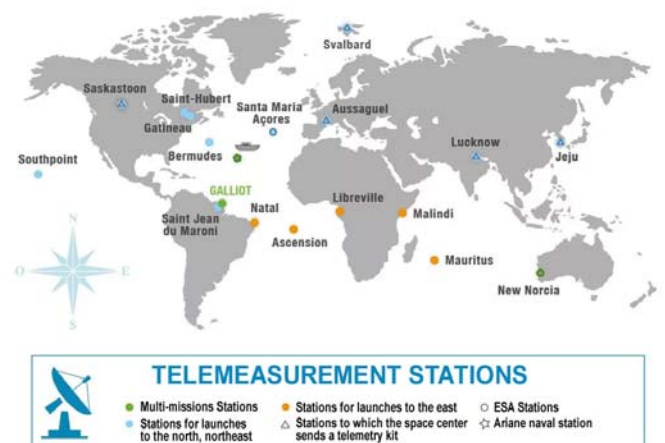 Svalbard
Saskastoon
Saint-Hubert
Gatineau
Santa Maria
Açores
Aussaguel
Lucknow
Jeju
Bermudes
Southpoint
GALLIOT
Saint Jean
du Maroni
Natal
Ascension
Libreville
Malindi
Mauritus
New Norcia
N
O
E
S
TELEMEASUREMENT STATIONS
Multi-missions Stations
Stations for launches
to the north, northeast
Stations for launches to the east
Stations to which the space center
sends a telemetry kit
ESA Stations
Ariane naval station